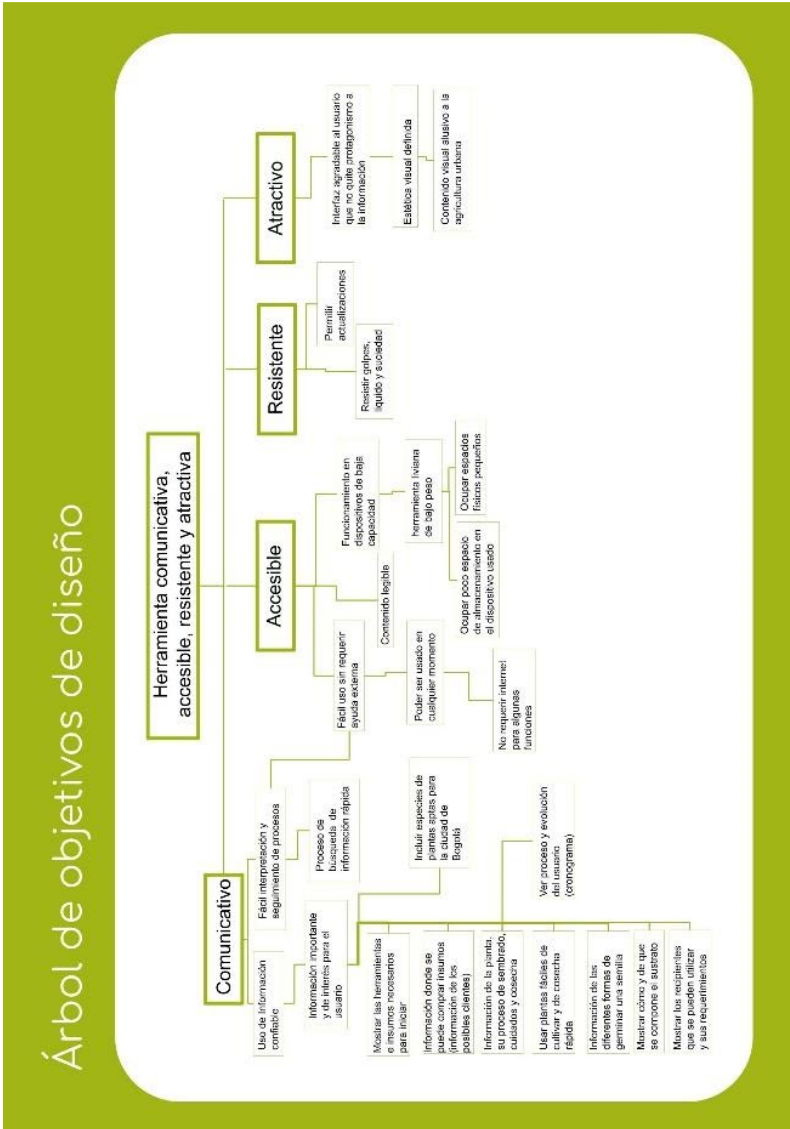 Árbol de objetivos de diseño
Herramienta comunicativa,
accesible, resistente y atractiva
Comunicativo
Uso de Información
confiable
Información importante
y de interés para el
usuario
Mostrar las herramientas
e insumos necesarios
para iniciar
Información donde se
puede comprar insumos
(información de los
posibles clientes)
Información de la planta,
su proceso de sembrado,
cuidados y cosecha
Usar plantas fáciles de
cultivar y de cosecha
rápida
Información de las
diferentes formas de
germinar una semilla
Mostrar cómo y de que
se compone el sustrato
Mostrar los recipientes
que se pueden utilizar
y sus requerimientos
Incluir especies de
plantas aptas para
la ciudad de
Bogotá
Ver proceso y evolución
del usuario
(cronograma)
Fácil interpretación y
seguimiento de procesos
Proceso de
búsqueda de
información rápida
Accesible
Fácil uso sin requerir
ayuda externa
Poder ser usado en
cualquier momento
No requerir internet
para algunas
funciones
Contenido legible
Funcionamiento en
dispositivos de baja
capacidad
herramienta liviana
de bajo peso
Ocupar poco espacio
de almacenamiento en
el dispositivo usado
Ocupar espacios
físicos pequeños
Resistente
Resistir golpes,
liquido y suciedad
Permitir
actualizaciones
Atractivo
Interfaz agradable al usuario
que no quite protagonismo a
la información
Estética visual definida
Contenido visual alusivo a la
agricultura urbana